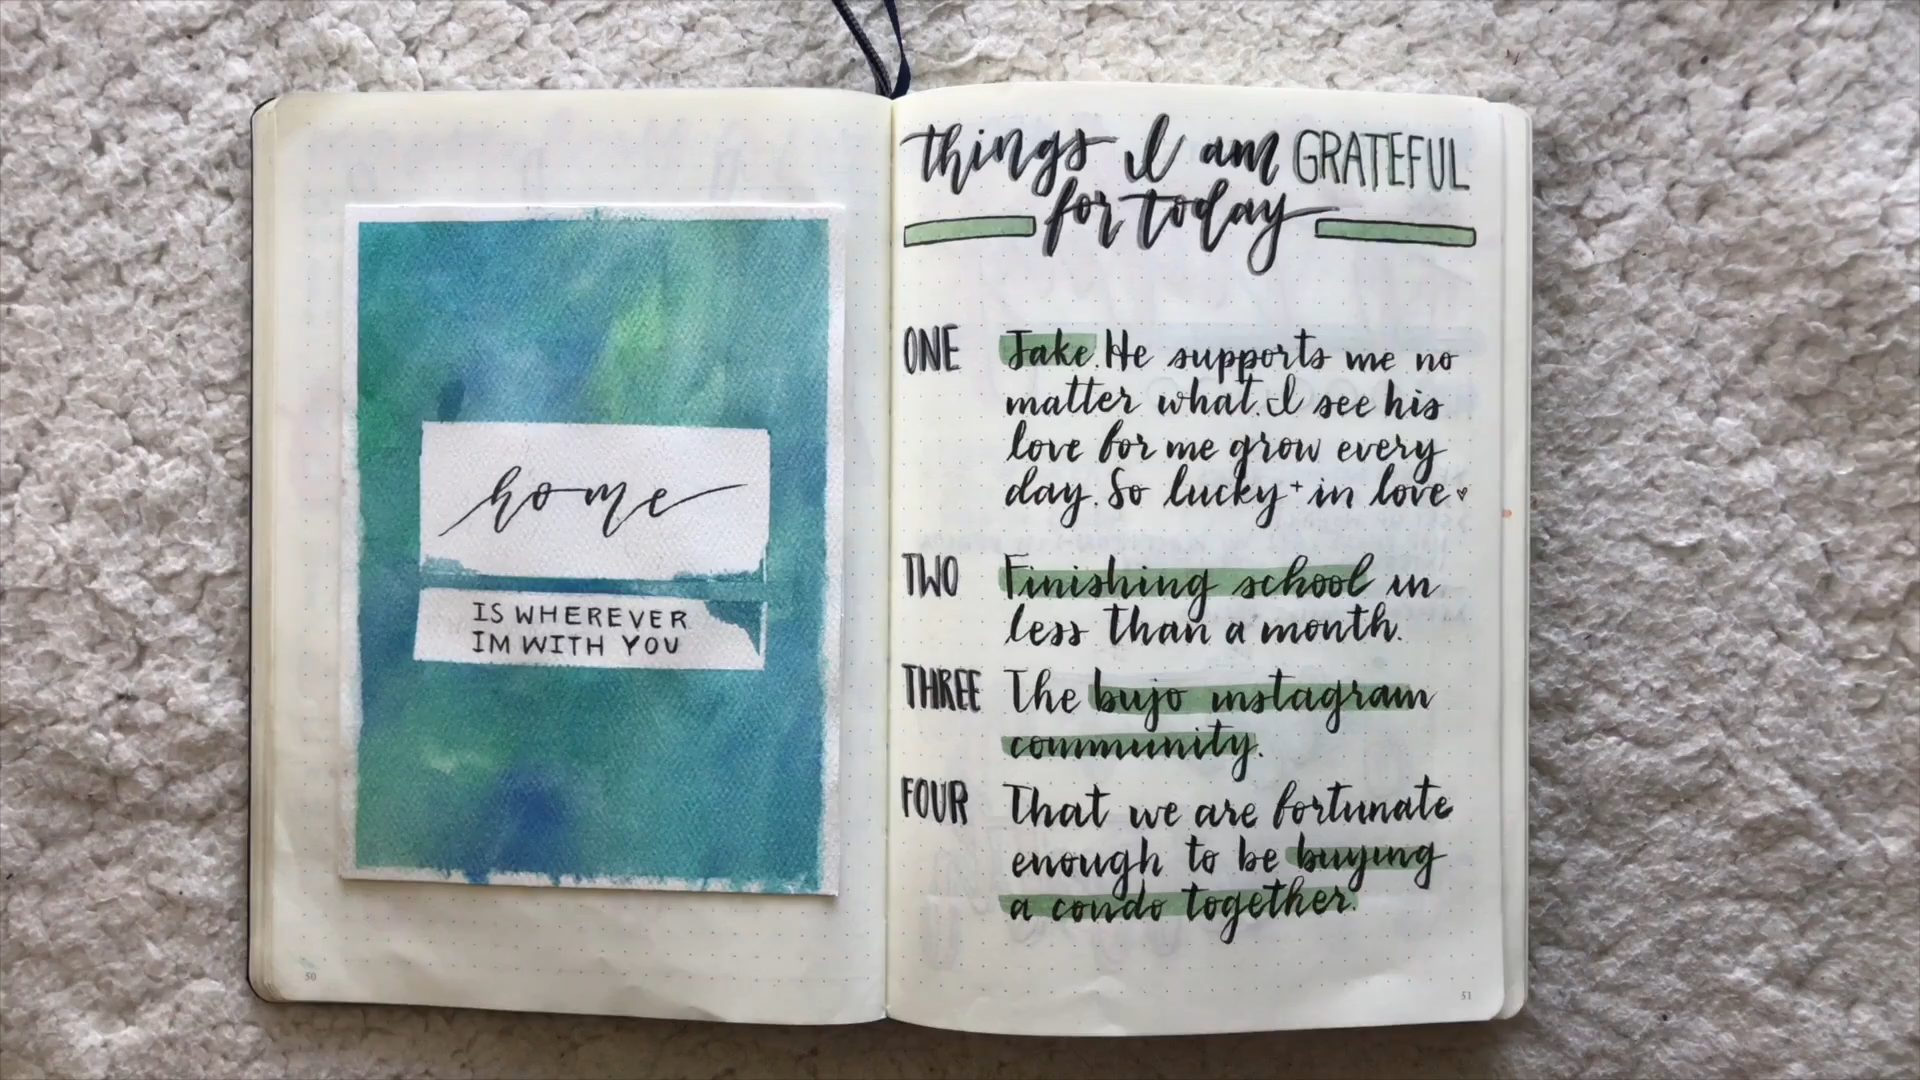 home
IS WHEREVER
IM WITH YOU
50
things I am GRATEFUL
for today
ONE Jake. He supports me no
matter what. I see his
love for me grow every
day. So lucky + in love ♥
TWO Finishing school in
less than a month.
THREE The bujo instagram
community.
FOUR That we are fortunate
enough to be buying
a condo together.
51